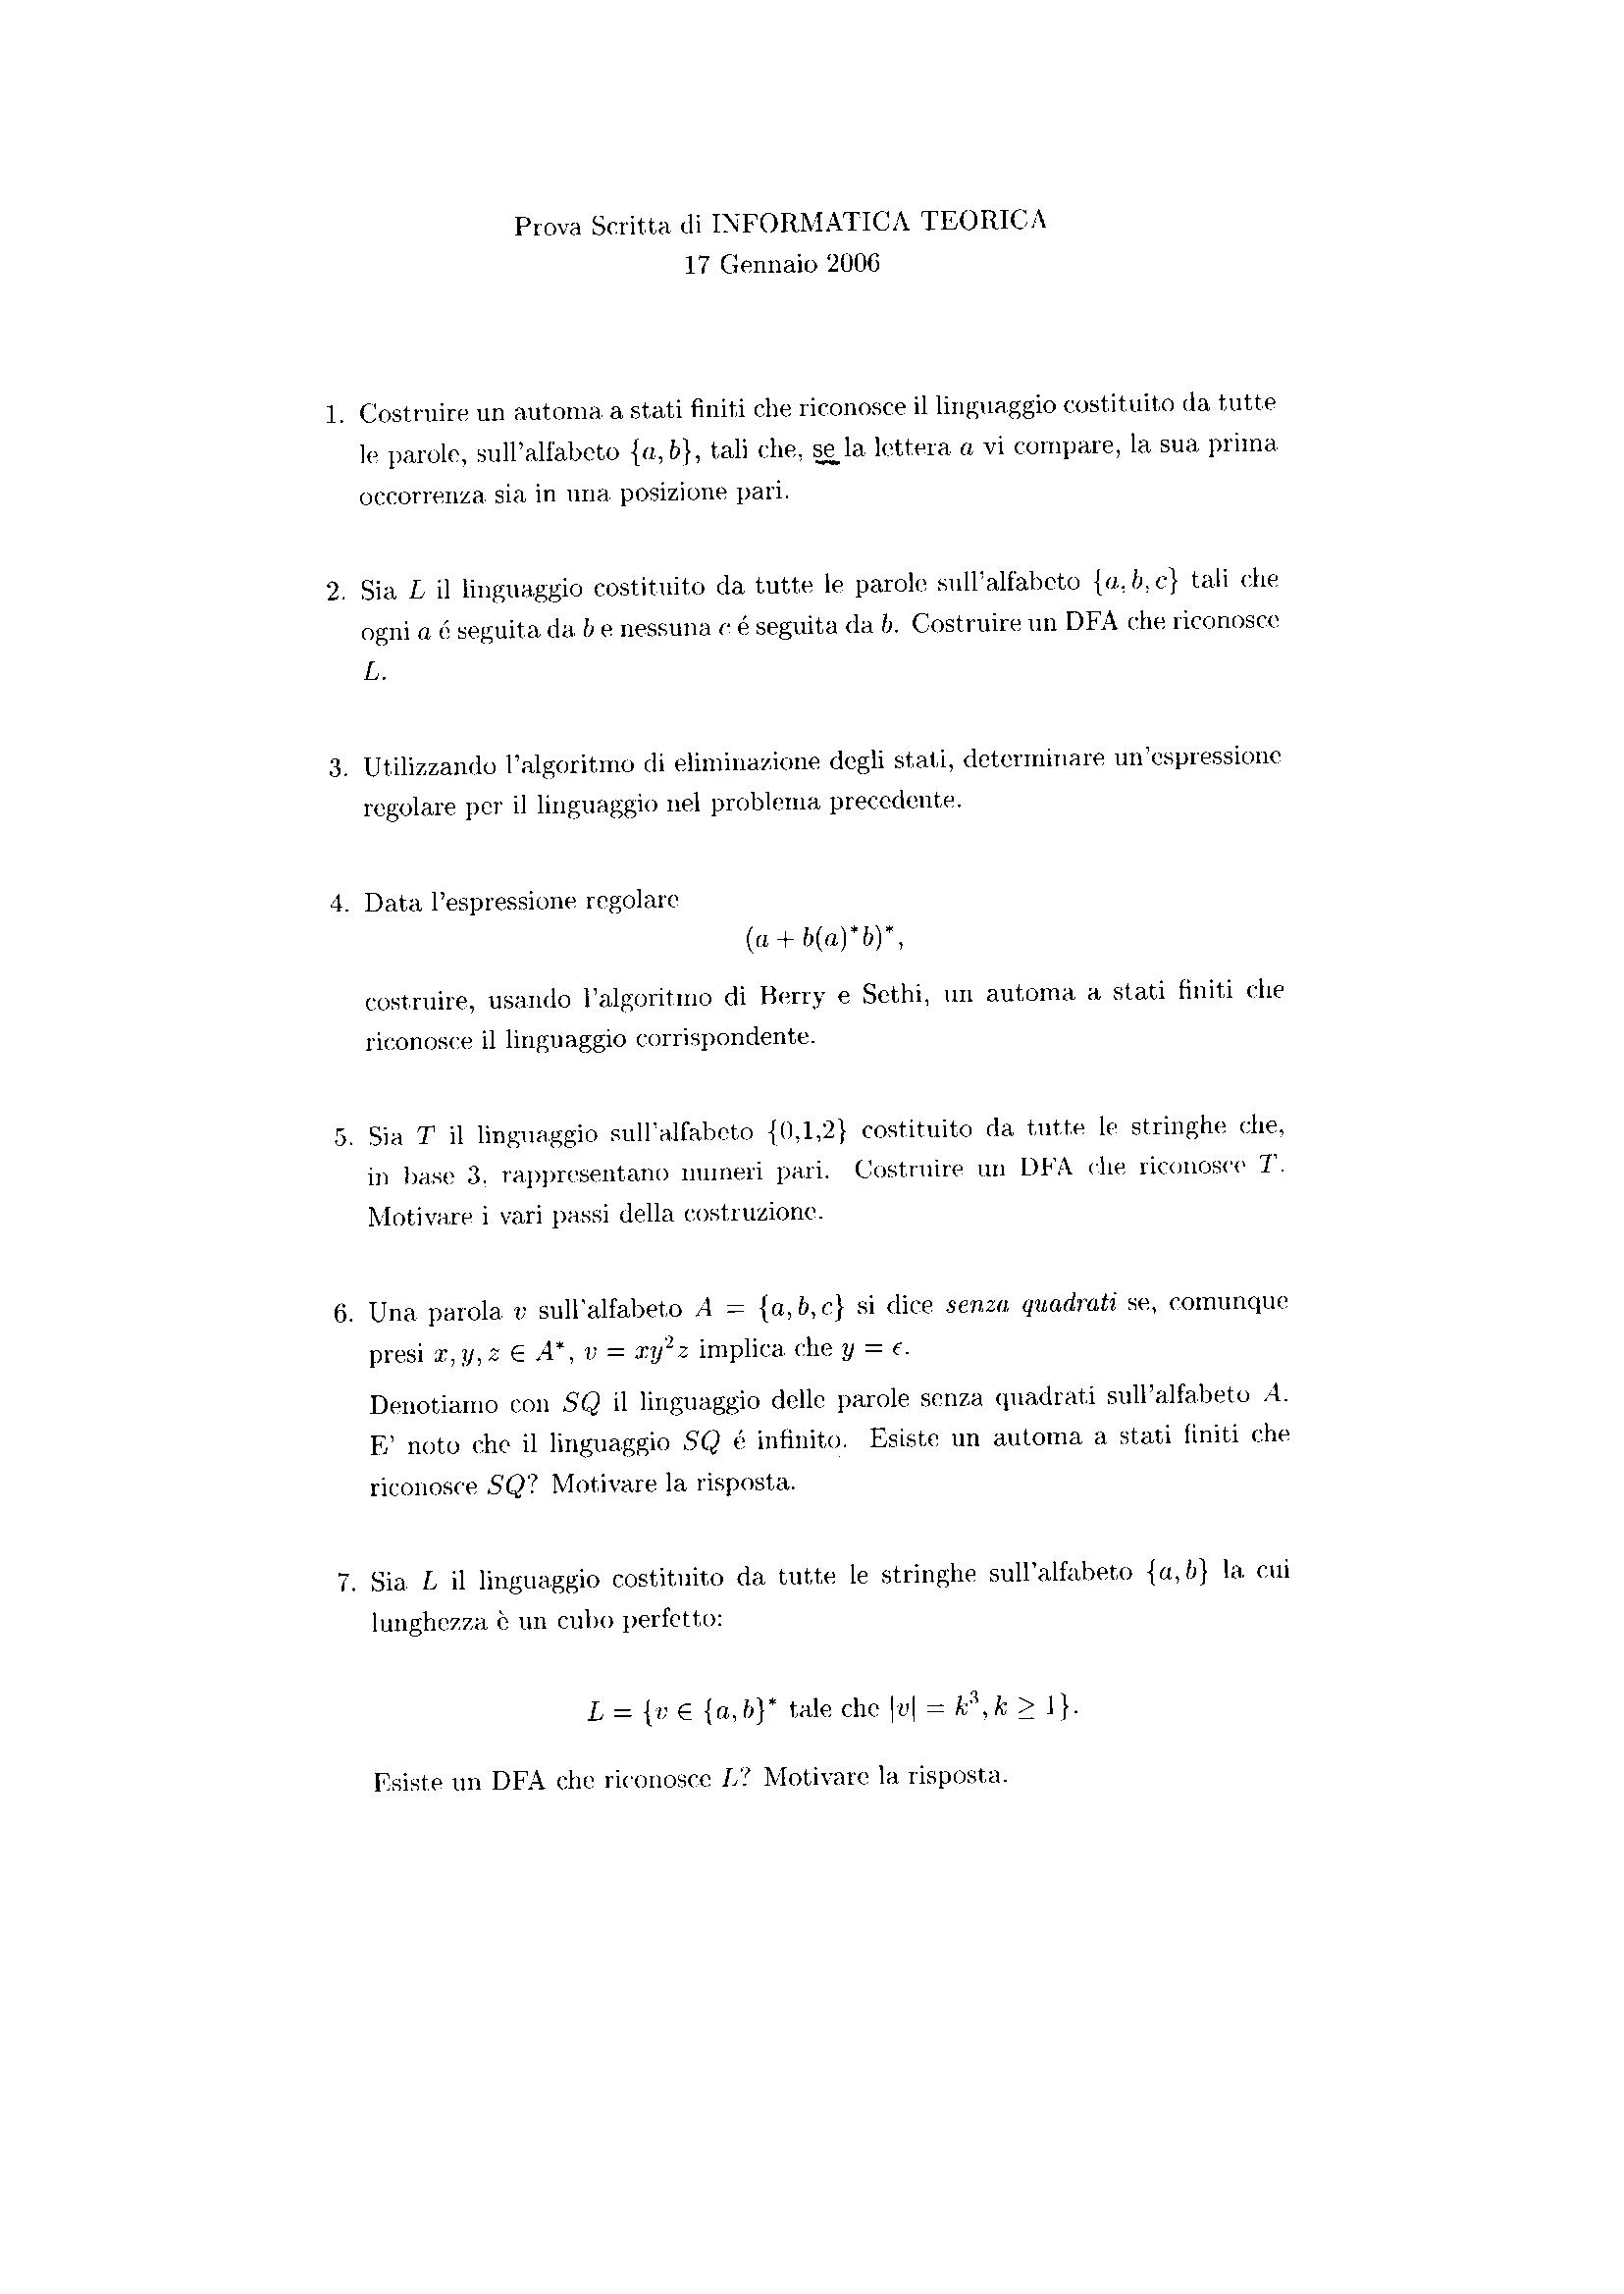 Prova Scritta di INFORMATICA TEORICA
17 Gennaio 2006
1. Costruire un automa a stati finiti che riconosce il linguaggio costituito da tutte
le parole, sull'alfabeto {a, b}, tali che, se la lettera a vi compare, la sua prima
occorrenza sia in una posizione pari.
2. Sia L il linguaggio costituito da tutte le parole sull'alfabeto {a, b, c} tali che
ogni a é seguita da b e nessuna c é seguita da b. Costruire un DFA che riconosce
L.
3. Utilizzando l'algoritmo di eliminazione degli stati, determinare un'espressione
regolare per il linguaggio nel problema precedente.
4. Data l'espressione regolare
(a + b(a)*b)*,
costruire, usando l'algoritmo di Berry e Sethi, un automa a stati finiti che
riconosce il linguaggio corrispondente.
5. Sia T il linguaggio sull'alfabeto {0,1,2} costituito da tutte le stringhe che,
in base 3, rappresentano numeri pari. Costruire un DFA che riconosce T.
Motivare i vari passi della costruzione.
6. Una parola v sull'alfabeto A = {a, b, c} si dice senza quadrati se, comunque
presi x, y, z ∈ A*, v = xy²z implica che y = ϵ.
Denotiamo con SQ il linguaggio delle parole senza quadrati sull'alfabeto A.
E' noto che il linguaggio SQ é infinito. Esiste un automa a stati finiti che
riconosce SQ? Motivare la risposta.
7. Sia L il linguaggio costituito da tutte le stringhe sull'alfabeto {a, b} la cui
lunghezza è un cubo perfetto:
L = {v ∈ {a, b}* tale che |v| = k³, k ≥ 1}.
Esiste un DFA che riconosce L? Motivare la risposta.